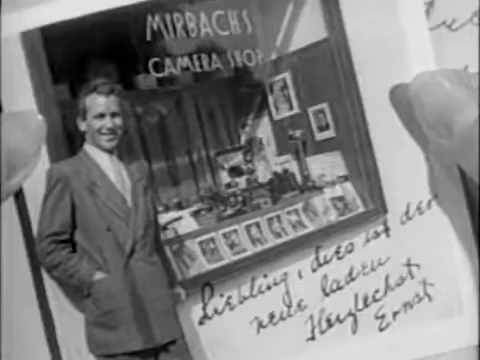 MIRBACHS
CAMERA SHOP
Liebling, dies ist der
neue laden
Herzlichst,
Ernst